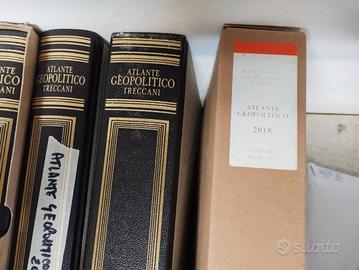 ATLANTE
GEOPOLITICO
TRECCANI
ATLANTE
GEOPOLITICO
ATLANTE
GEOPOLITICO
TRECCANI
ATLANTE
GEOPOLITICO
2018
subito